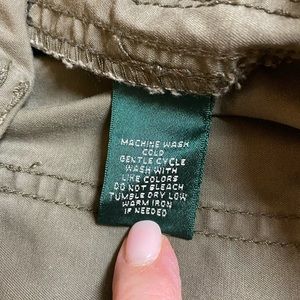 MACHINE WASH
COLD
GENTLE CYCLE
WASH WITH
LIKE COLORS
DO NOT BLEACH
TUMBLE DRY LOW
WARM IRON
IF NEEDED